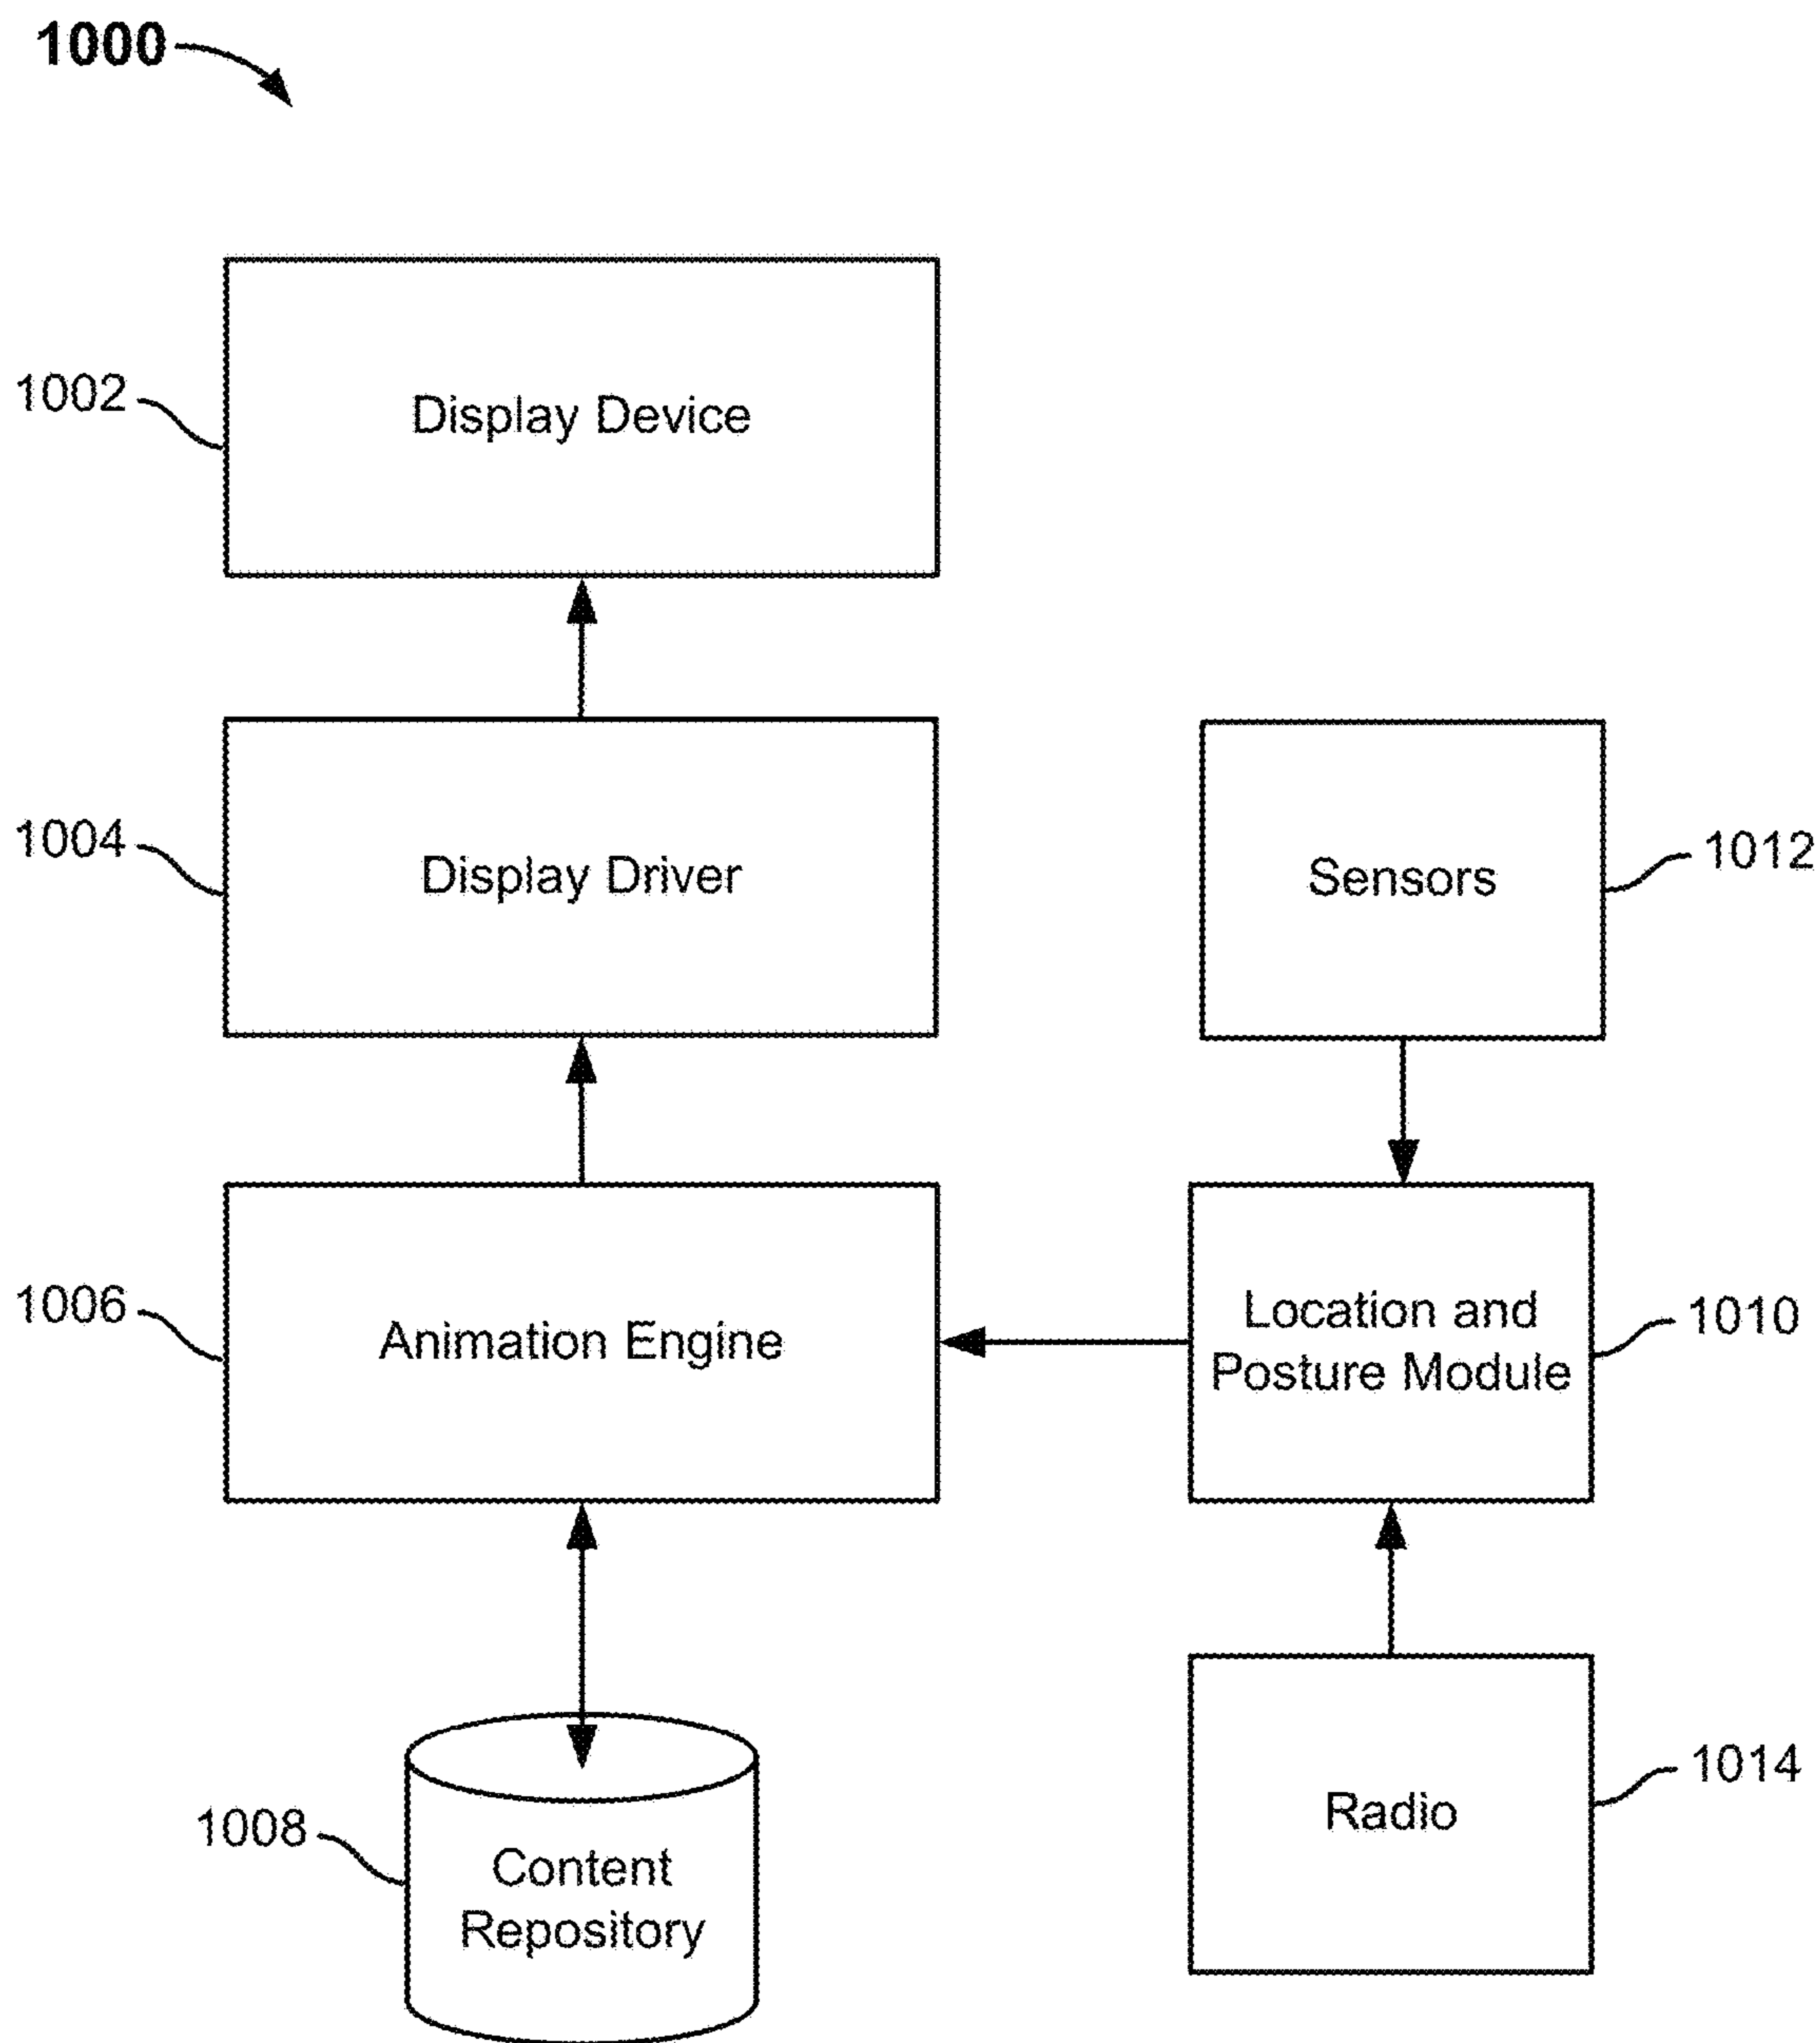 1000
Display Device
1002
Display Driver
1004
Sensors
1012
Animation Engine
1006
Location and
Posture Module
1010
Content
Repository
1008
Radio
1014